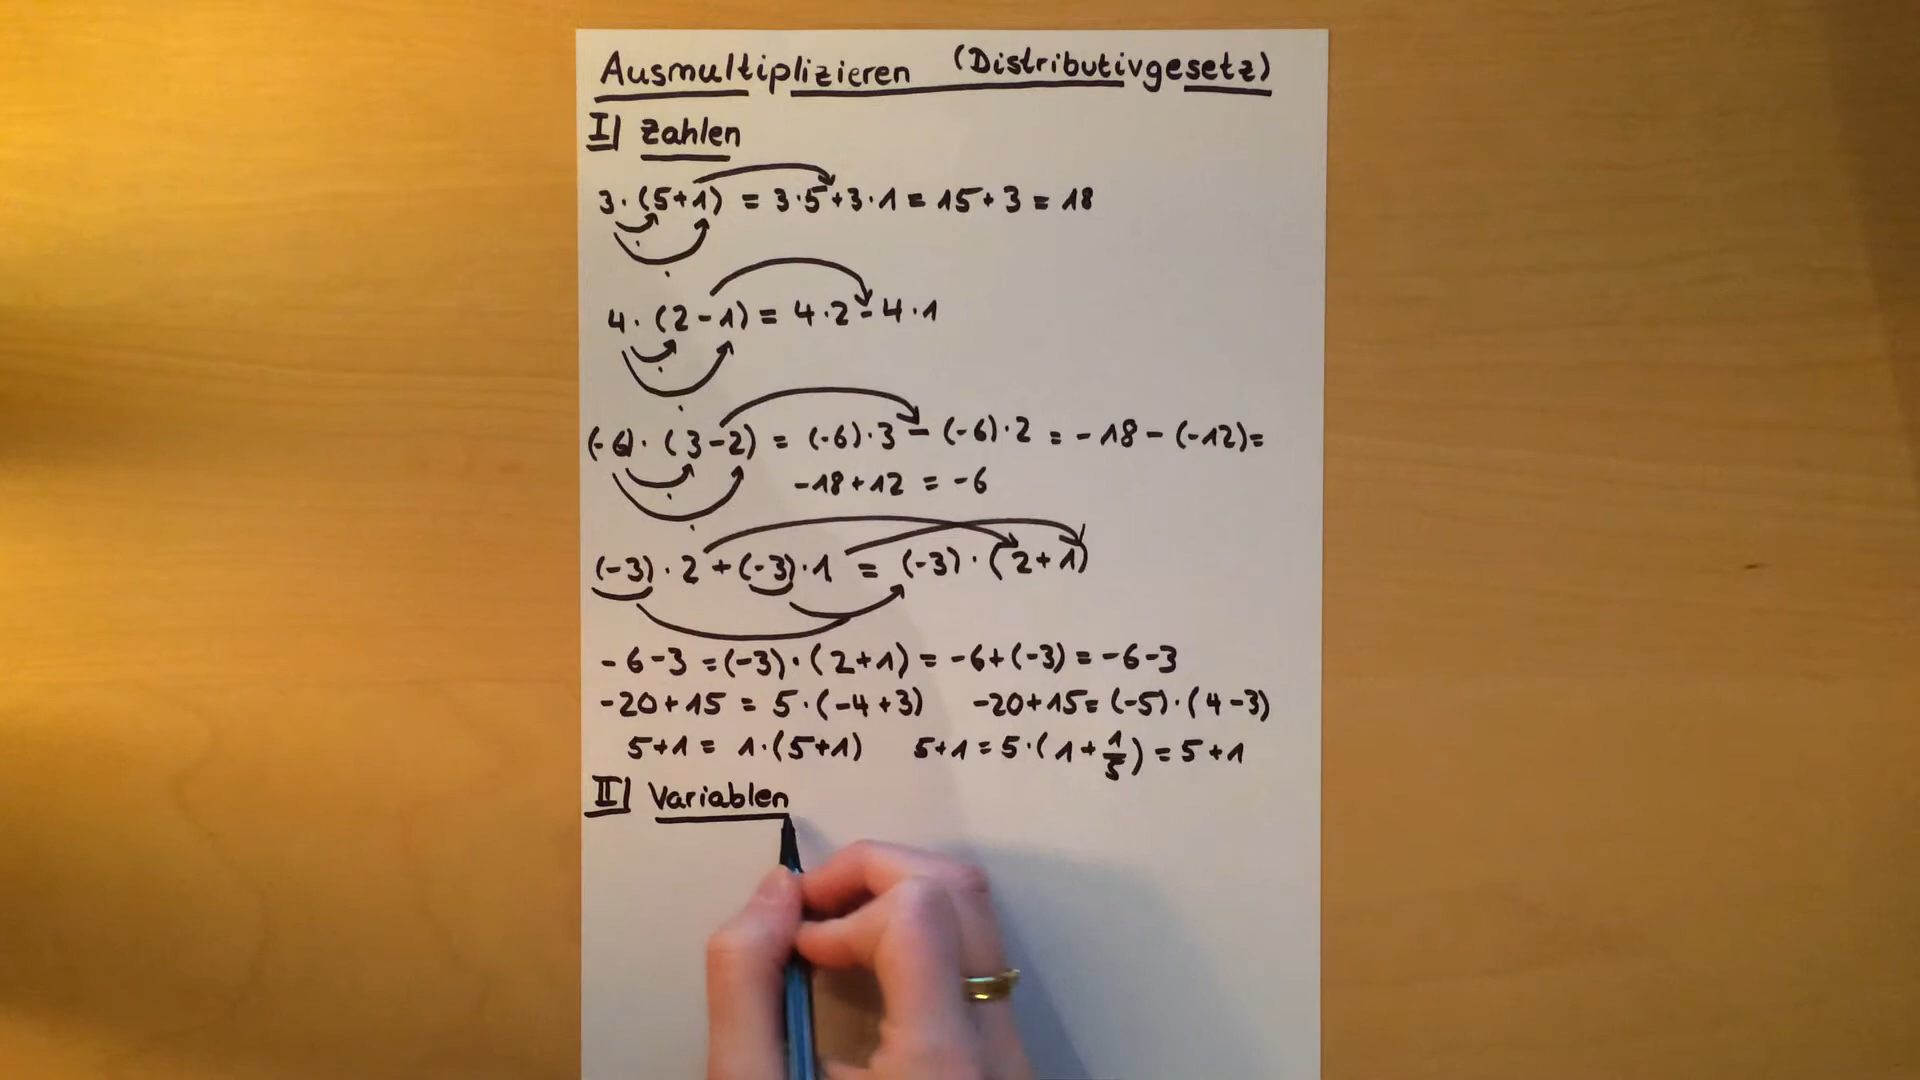 Ausmultiplizieren (Distributivgesetz)
I| Zahlen
3·(5+1) = 3·5+3·1 = 15+3 = 18
4·(2-1) = 4·2-4·1
(-6)·(3-2) = (-6)·3 - (-6)·2 = -18-(-12)=
-18+12 = -6
(-3)·2+(-3)·1 = (-3)·(2+1)
-6-3 =(-3)·(2+1) = -6+(-3) = -6-3
-20+15 = 5·(-4+3) -20+15=(-5)·(4-3)
5+1 = 1·(5+1) 5+1=5·(1+1/5)=5+1
II| Variablen